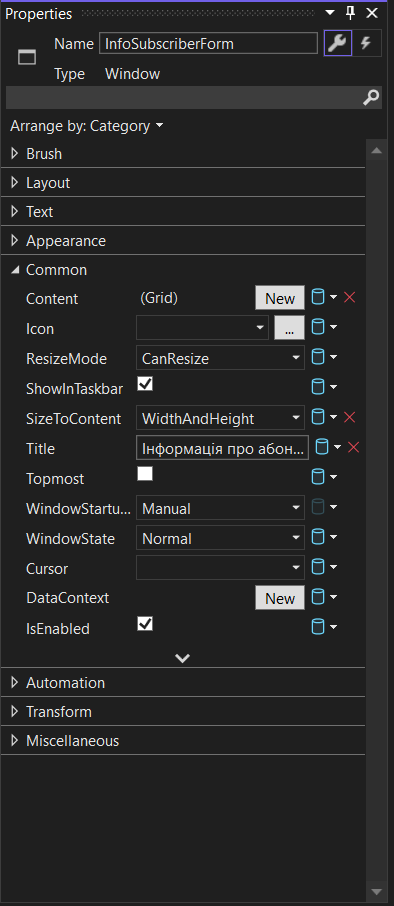 Properties
Name InfoSubscriberForm
Type Window
Arrange by: Category
Brush
Layout
Text
Appearance
Common
Content (Grid) New
Icon ...
ResizeMode CanResize
ShowInTaskbar
SizeToContent WidthAndHeight
Title Інформація про абон...
Topmost
WindowStartu... Manual
WindowState Normal
Cursor
DataContext New
IsEnabled
Automation
Transform
Miscellaneous